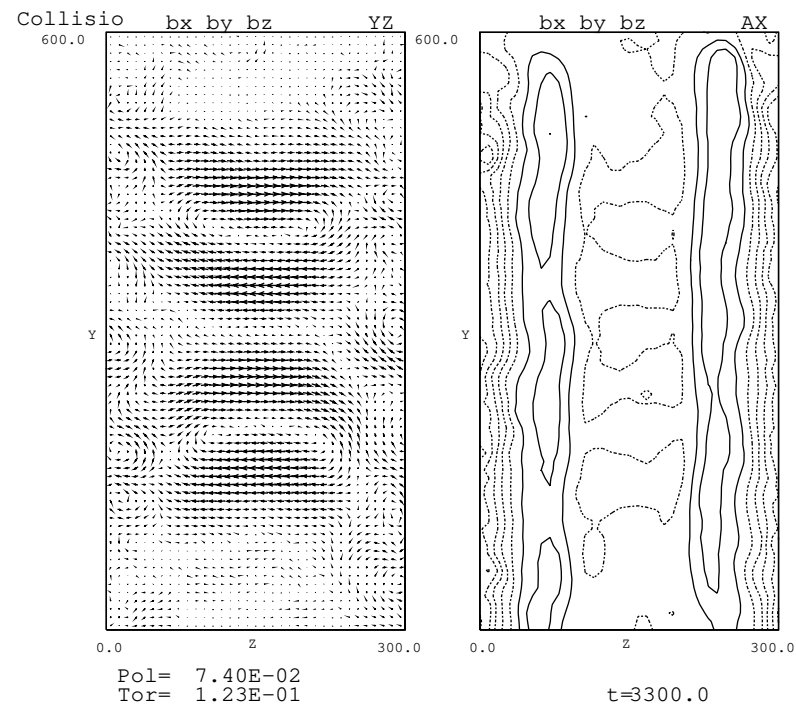 Collisio
bx by bz YZ
600.0
Y
0.0 Z 300.0
Pol= 7.40E-02
Tor= 1.23E-01
bx by bz AX
600.0
Y
0.0 Z 300.0
t=3300.0